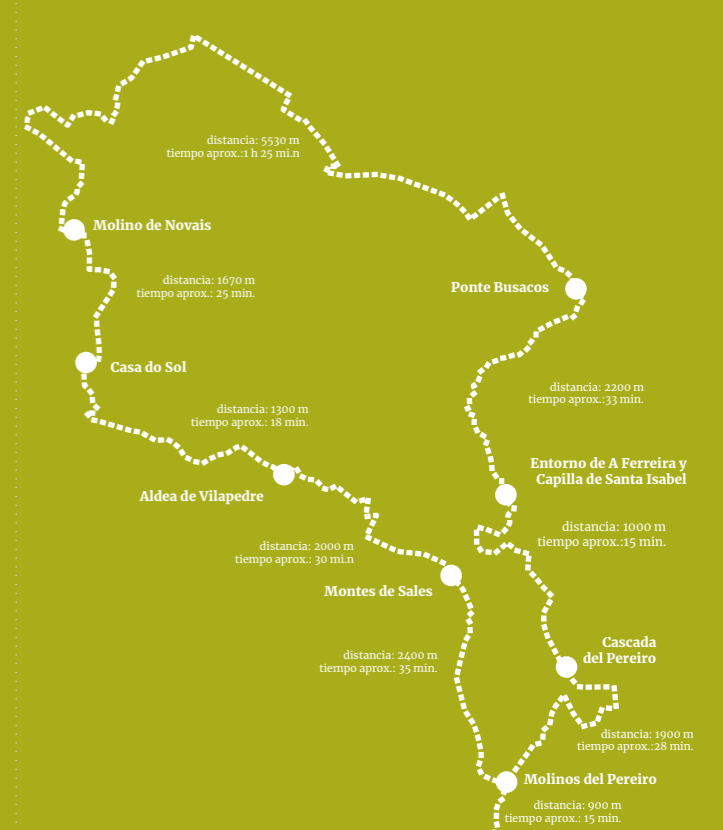 distancia: 5530 m
tiempo aprox.:1 h 25 mi.n
Molino de Novais
distancia: 1670 m
tiempo aprox.: 25 min.
Ponte Busacos
Casa do Sol
distancia: 2200 m
tiempo aprox.:33 min.
distancia: 1300 m
tiempo aprox.: 18 min.
Entorno de A Ferreira y
Capilla de Santa Isabel
Aldea de Vilapedre
distancia: 1000 m
tiempo aprox.:15 min.
distancia: 2000 m
tiempo aprox.: 30 mi.n
Montes de Sales
Cascada
del Pereiro
distancia: 2400 m
tiempo aprox.: 35 min.
distancia: 1900 m
tiempo aprox.:28 min.
Molinos del Pereiro
distancia: 900 m
tiempo aprox.: 15 min.